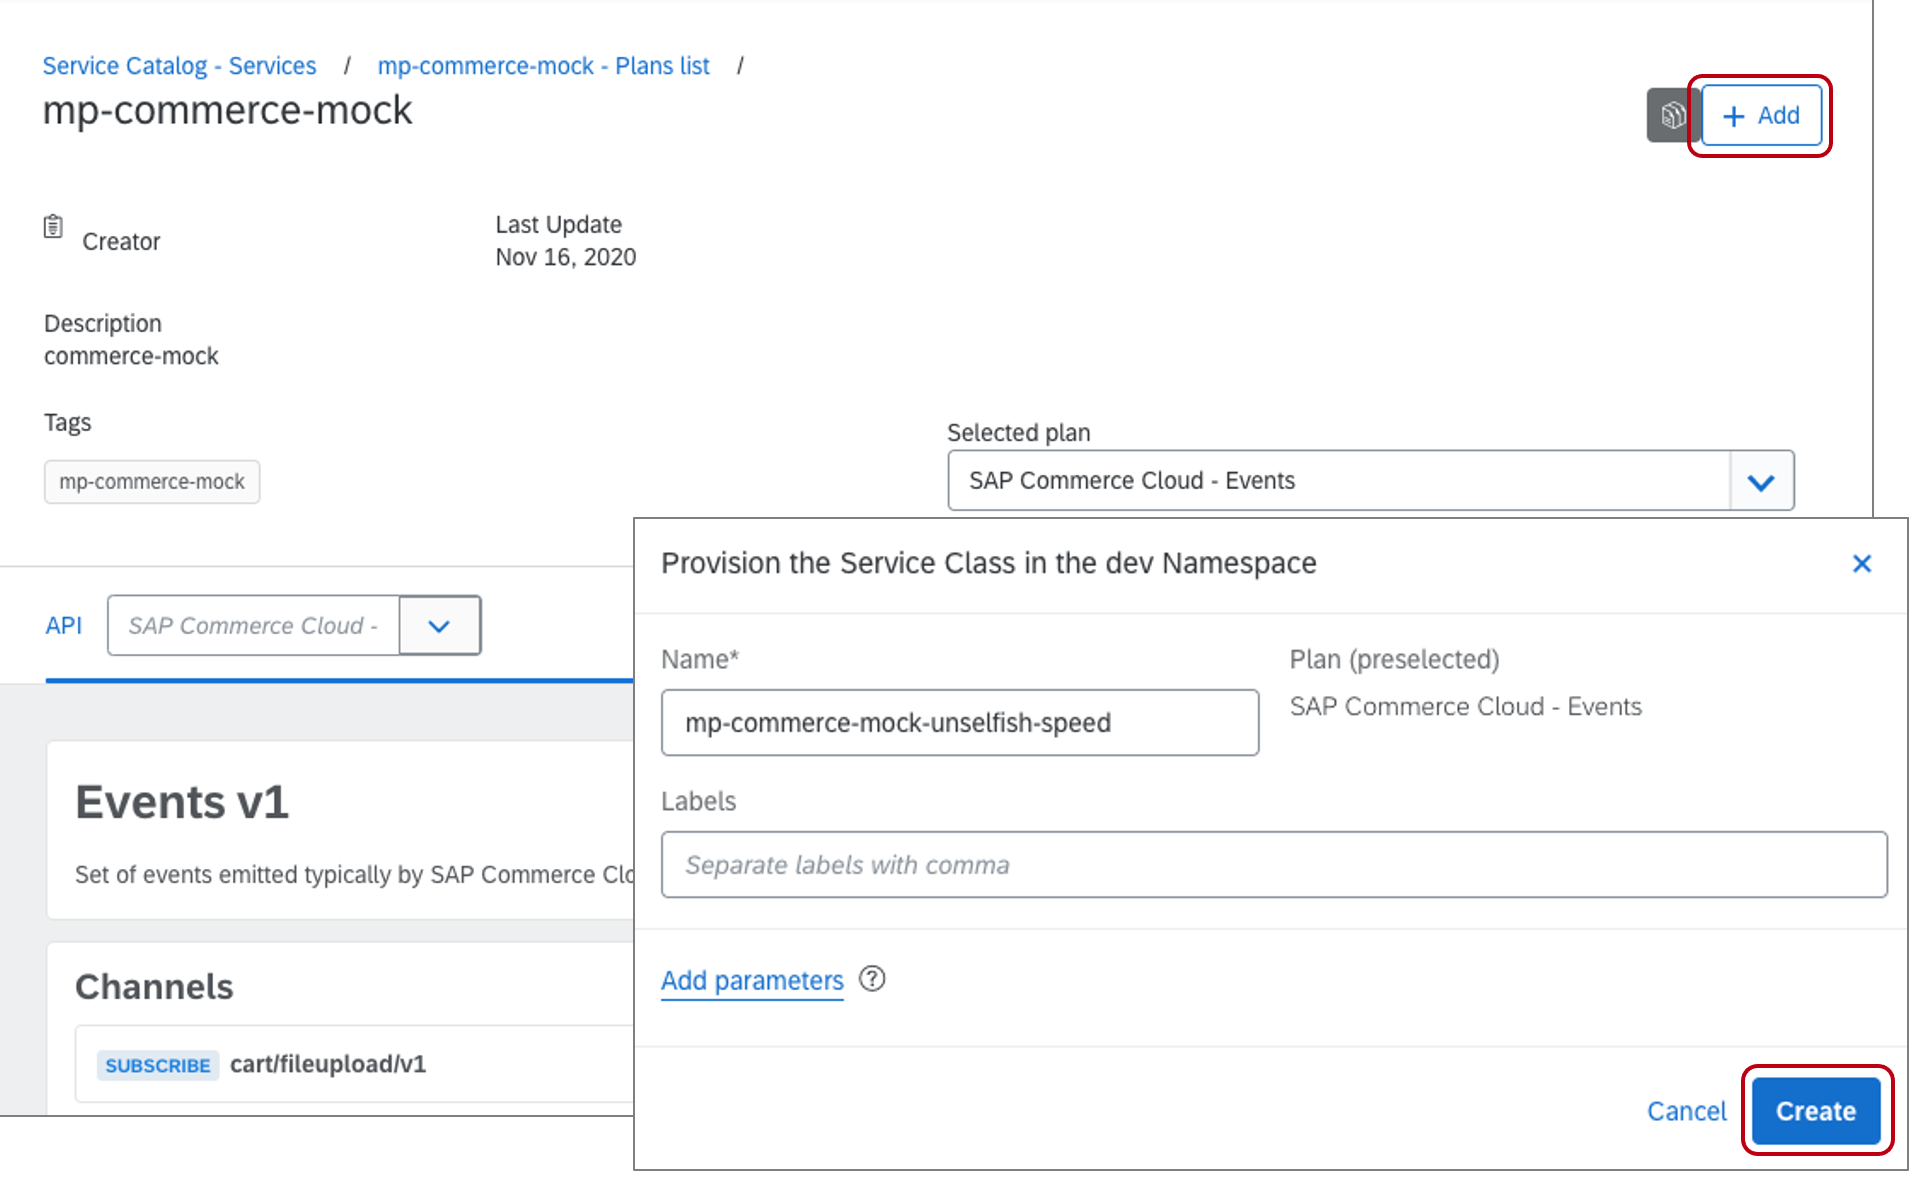 Service Catalog - Services / mp-commerce-mock - Plans list /
mp-commerce-mock
+ Add
Creator
Last Update
Nov 16, 2020
Description
commerce-mock
Tags
mp-commerce-mock
Selected plan
SAP Commerce Cloud - Events
API
SAP Commerce Cloud -
Events v1
Set of events emitted typically by SAP Commerce Clo
Channels
SUBSCRIBE cart/fileupload/v1
Provision the Service Class in the dev Namespace
Name*
mp-commerce-mock-unselfish-speed
Plan (preselected)
SAP Commerce Cloud - Events
Labels
Separate labels with comma
Add parameters ?
Cancel
Create